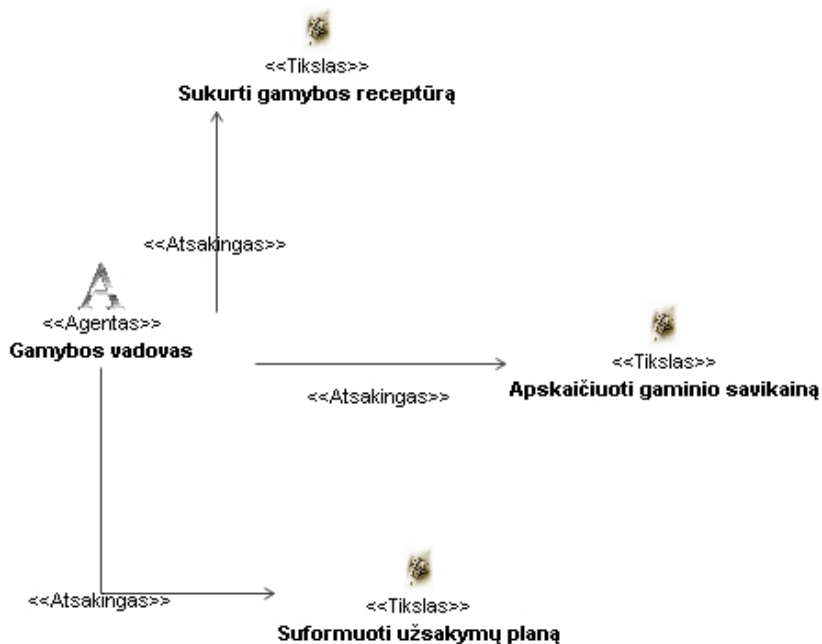 <<Tikslas>>
Sukurti gamybos receptūrą
<<Atsakingas>>
<<Agentas>>
Gamybos vadovas
<<Tikslas>>
Apskaičiuoti gaminio savikainą
<<Atsakingas>>
<<Atsakingas>>
<<Tikslas>>
Suformuoti užsakymų planą